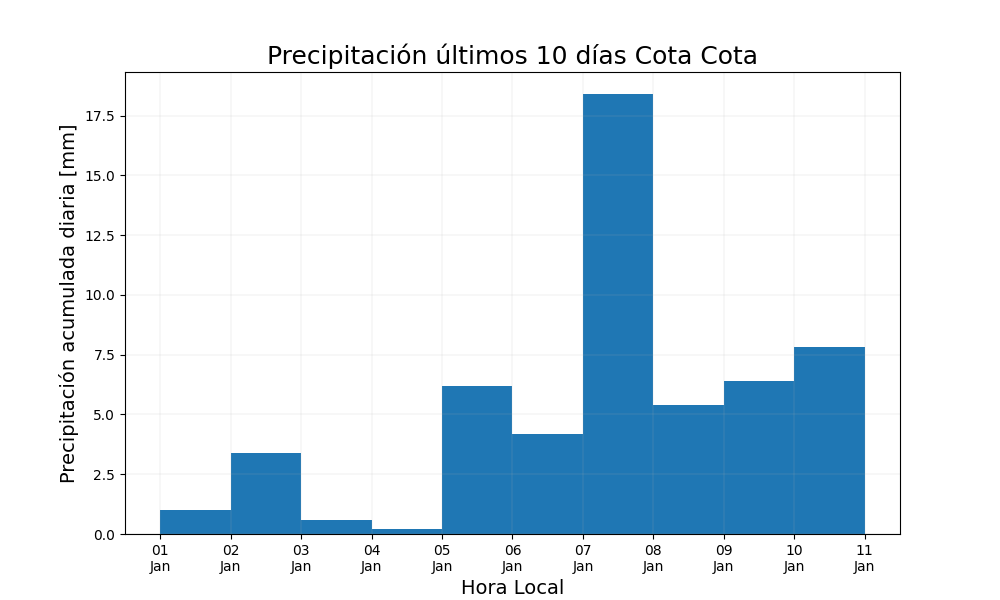 Precipitación últimos 10 días Cota Cota
Precipitación acumulada diaria [mm]
17.5
15.0
12.5
10.0
7.5
5.0
2.5
0.0
01 02 03 04 05 06 07 08 09 10 11
Jan Jan Jan Jan Jan Jan Jan Jan Jan Jan Jan
Hora Local